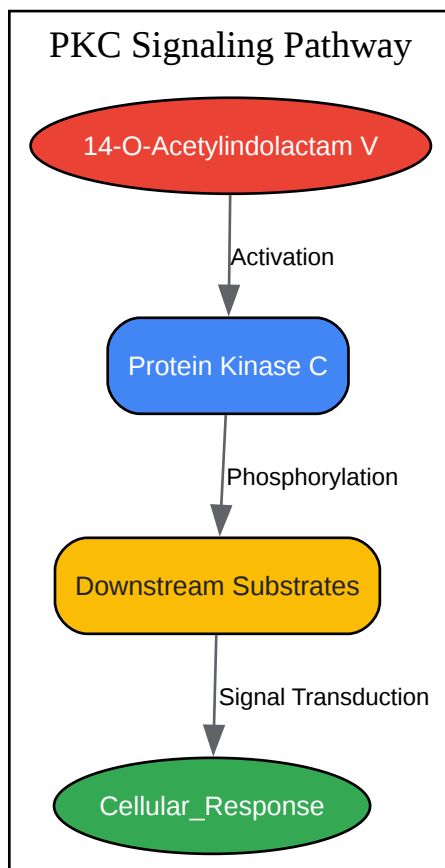 PKC Signaling Pathway
14-O-Acetylindolactam V
Activation
Protein Kinase C
Phosphorylation
Downstream Substrates
Signal Transduction
Cellular_Response